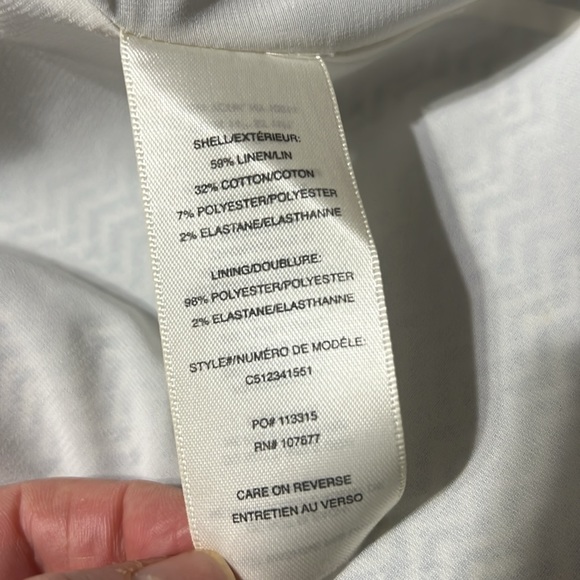 SHELL/EXTÉRIEUR:
59% LINEN/LIN
32% COTTON/COTON
7% POLYESTER/POLYESTER
2% ELASTANE/ELASTHANNE
LINING/DOUBLURE:
98% POLYESTER/POLYESTER
2% ELASTANE/ELASTHANNE
STYLE#/NUMÉRO DE MODÈLE:
C512341551
PO# 113315
RN# 107877
CARE ON REVERSE
ENTRETIEN AU VERSO